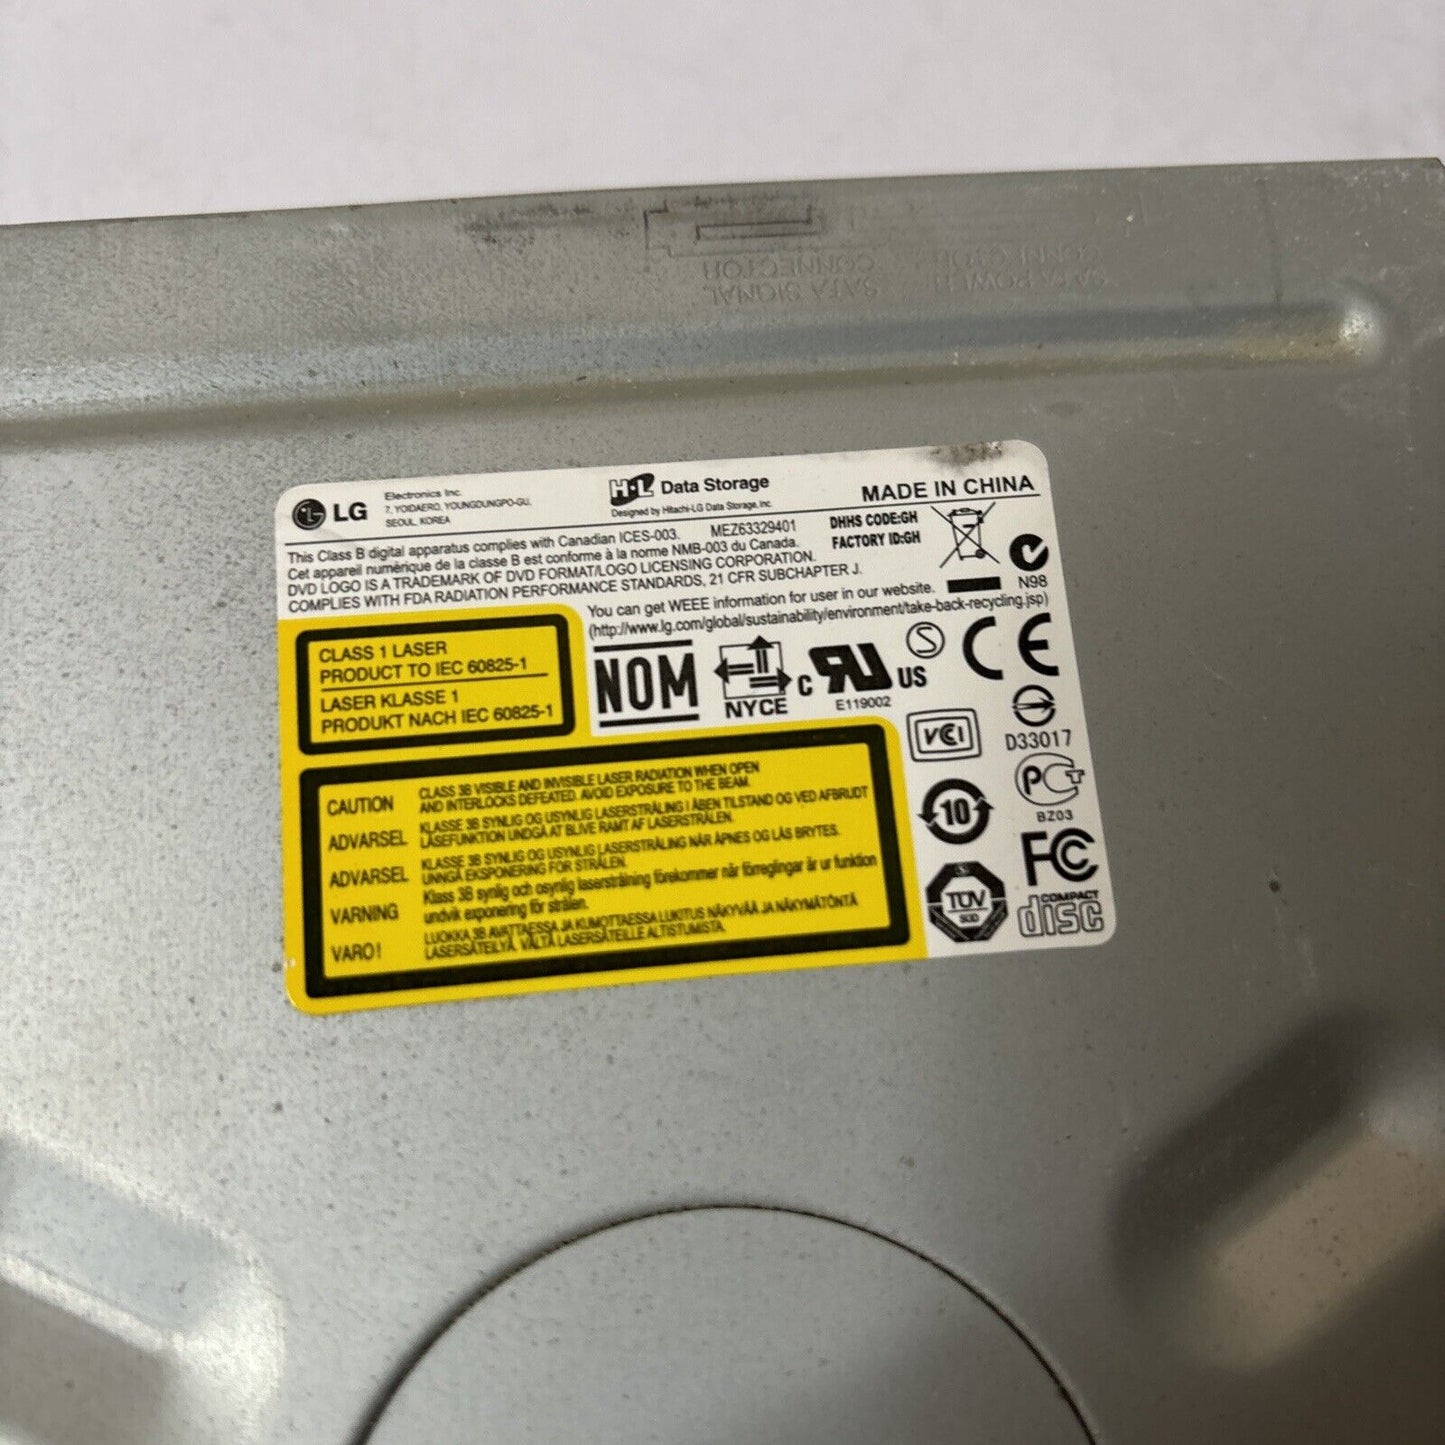 SATA SIGNAL
CONNECTOR
SATA POWER
CONNECTOR
LG
Electronics Inc.
7, YOIDAERO, YOUNGDUNGPO-GU,
SEOUL, KOREA
H·L Data Storage
Designed by Hitachi-LG Data Storage, Inc.
MADE IN CHINA
This Class B digital apparatus complies with Canadian ICES-003. MEZ63329401
Cet appareil numérique de la classe B est conforme à la norme NMB-003 du Canada.
DVD LOGO IS A TRADEMARK OF DVD FORMAT/LOGO LICENSING CORPORATION.
COMPLIES WITH FDA RADIATION PERFORMANCE STANDARDS, 21 CFR SUBCHAPTER J.
DHHS CODE:GH
FACTORY ID:GH
N98
You can get WEEE information for user in our website.
(http://www.lg.com/global/sustainability/environment/take-back-recycling.jsp)
CLASS 1 LASER
PRODUCT TO IEC 60825-1
LASER KLASSE 1
PRODUKT NACH IEC 60825-1
NOM
NYCE
C RU US
E119002
S
CE
VCI
D33017
PCT
BZ03
10
FC
TÜV
SÜD
COMPACT
disc
CAUTION CLASS 3B VISIBLE AND INVISIBLE LASER RADIATION WHEN OPEN
AND INTERLOCKS DEFEATED. AVOID EXPOSURE TO THE BEAM.
ADVARSEL KLASSE 3B SYNLIG OG USYNLIG LASERSTRÅLING I ÅBEN TILSTAND OG VED AFBRUDT
LÅSEFUNKTION UNDGÅ AT BLIVE RAMT AF LASERSTRÅLEN.
ADVARSEL KLASSE 3B SYNLIG OG USYNLIG LASERSTRÅLING NÅR ÅPNES OG LÅS BRYTES.
UNNGÅ EKSPONERING FOR STRÅLEN.
VARNING Klass 3B synlig och osynlig laserstrålning förekommer när förreglingar är ur funktion
undvik exponering för strålen.
VARO! LUOKKA 3B AVATTAESSA JA KUMOTTAESSA LUKITUS NÄKYVÄÄ JA NÄKYMÄTÖNTÄ
LASERSÄTEILYÄ. VÄLTÄ LASERSÄTEILLE ALTISTUMISTA.